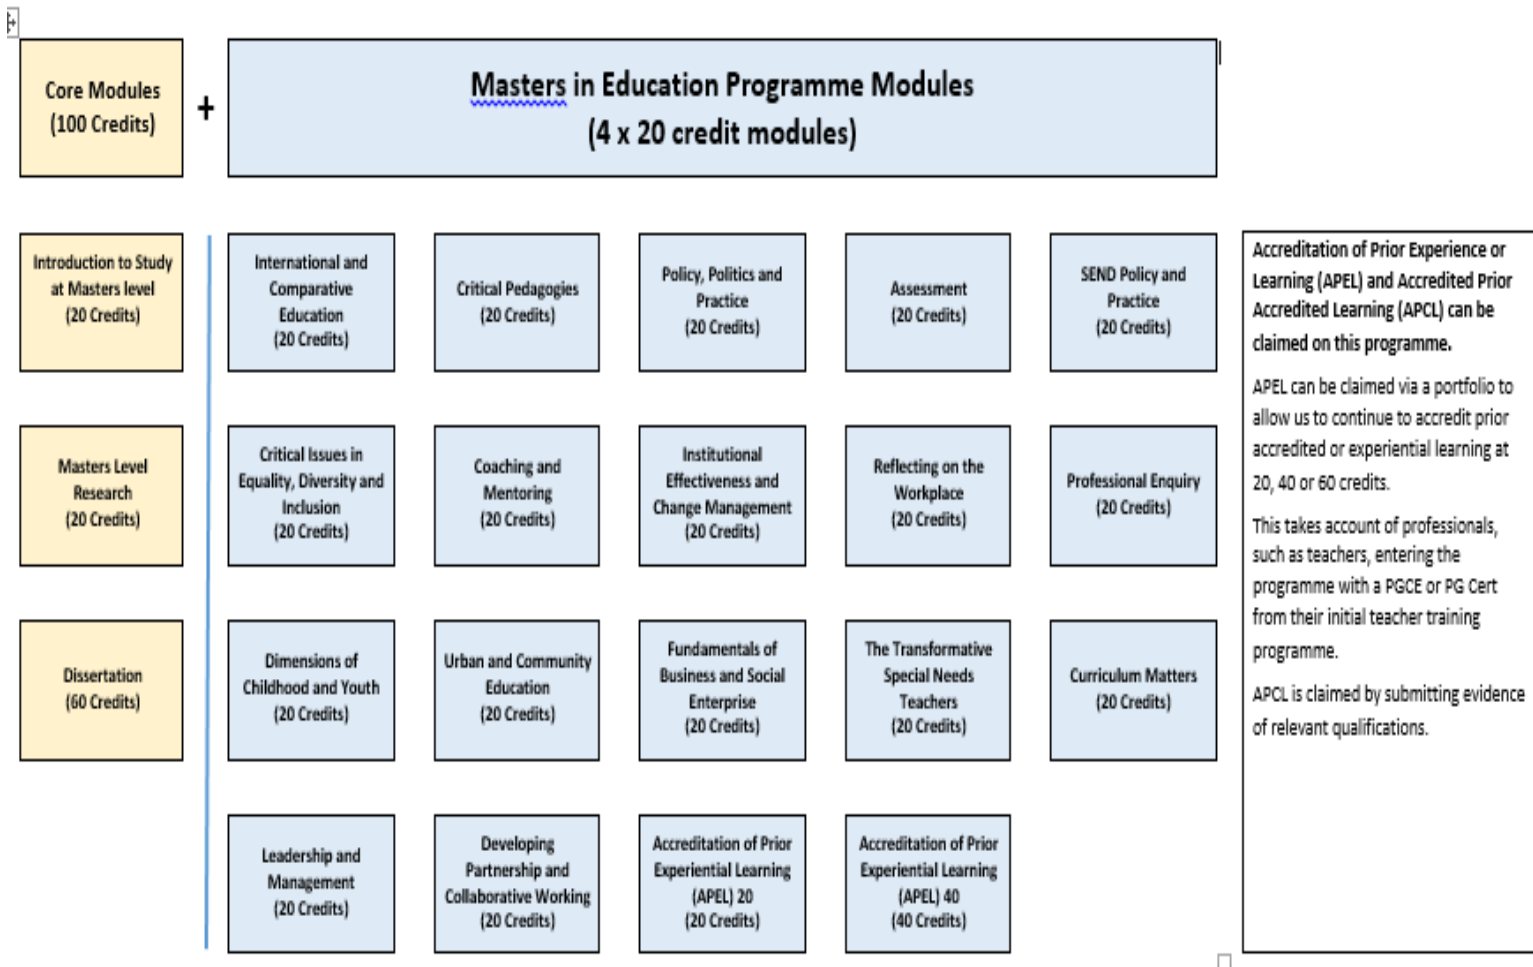 Core Modules
(100 Credits)
+
Masters in Education Programme Modules
(4 x 20 credit modules)
Introduction to Study
at Masters level
(20 Credits)
International and
Comparative
Education
(20 Credits)
Critical Pedagogies
(20 Credits)
Policy, Politics and
Practice
(20 Credits)
Assessment
(20 Credits)
SEND Policy and
Practice
(20 Credits)
Masters Level
Research
(20 Credits)
Critical Issues in
Equality, Diversity and
Inclusion
(20 Credits)
Coaching and
Mentoring
(20 Credits)
Institutional
Effectiveness and
Change Management
(20 Credits)
Reflecting on the
Workplace
(20 Credits)
Professional Enquiry
(20 Credits)
Dissertation
(60 Credits)
Dimensions of
Childhood and Youth
(20 Credits)
Urban and Community
Education
(20 Credits)
Fundamentals of
Business and Social
Enterprise
(20 Credits)
The Transformative
Special Needs
Teachers
(20 Credits)
Curriculum Matters
(20 Credits)
Leadership and
Management
(20 Credits)
Developing
Partnership and
Collaborative Working
(20 Credits)
Accreditation of Prior
Experiential Learning
(APEL) 20
(20 Credits)
Accreditation of Prior
Experiential Learning
(APEL) 40
(40 Credits)
Accreditation of Prior Experience or
Learning (APEL) and Accredited Prior
Accredited Learning (APCL) can be
claimed on this programme.
APEL can be claimed via a portfolio to
allow us to continue to accredit prior
accredited or experiential learning at
20, 40 or 60 credits.
This takes account of professionals,
such as teachers, entering the
programme with a PGCE or PG Cert
from their initial teacher training
programme.
APCL is claimed by submitting evidence
of relevant qualifications.